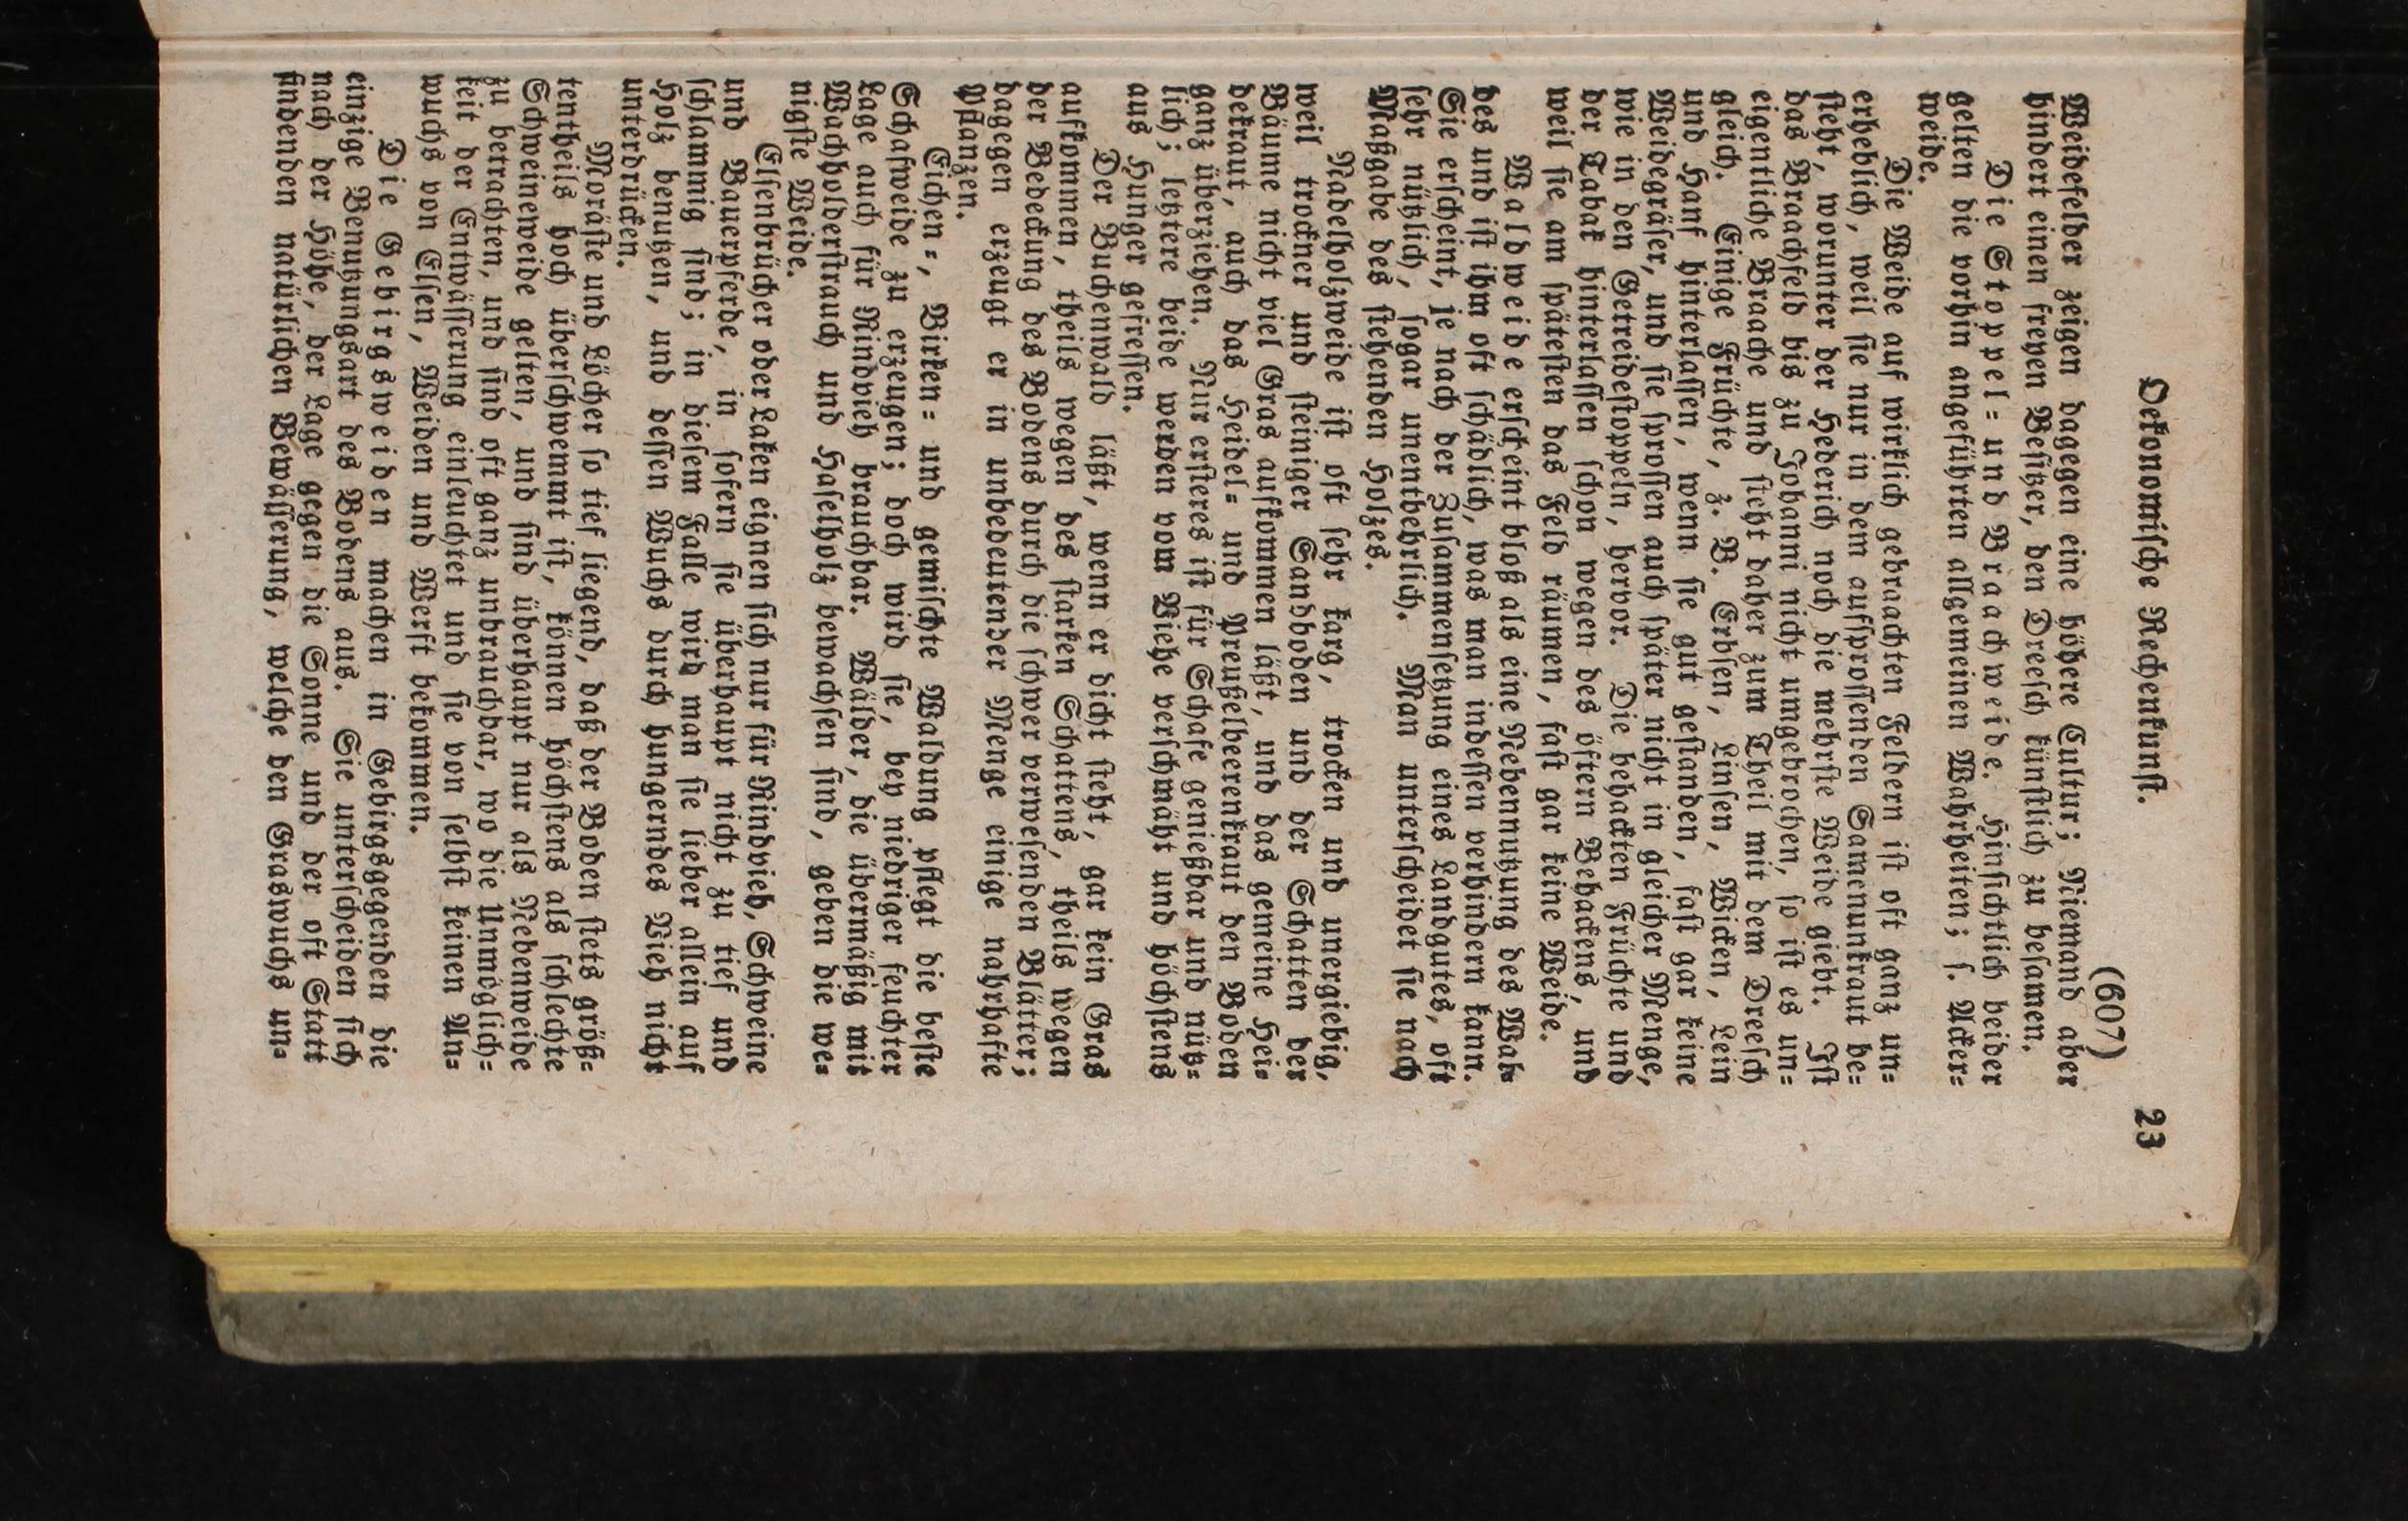 Oekonomische Rechenkunst. 23
(607)
Weidefelder zeigen dagegen eine höhere Cultur; Niemand aber
hindert einen freyen Besitzer, den Dreesch künstlich zu besamen.
Die Stoppel= und Braachweide. Hinsichtlich beider
gelten die vorhin angeführten allgemeinen Wahrheiten; s. Acker=
weide.
Die Weide auf wirklich gebraachten Feldern ist oft ganz un=
erheblich, weil sie nur in dem aufsprossenden Samenunkraut be=
steht, worunter der Hederich noch die mehrste Weide giebt. Ist
das Braachfeld bis zu Johanni nicht umgebrochen, so ist es un=
eigentliche Braache und steht daher zum Theil mit dem Dreesch
gleich. Einige Früchte, z. B. Erbsen, Linsen, Wicken, Lein
und Hanf hinterlassen, wenn sie gut gestanden, fast gar keine
Weidegräser, und sie sprossen auch später nicht in gleicher Menge,
wie in den Getreidestoppeln, hervor. Die behackten Früchte und
der Tabak hinterlassen schon wegen des öftern Behackens, und
weil sie am spätesten das Feld räumen, fast gar keine Weide.
Waldweide erscheint blos als eine Nebennutzung des Wal=
des und ist ihm oft schädlich, was man indessen verhindern kann.
Sie erscheint, je nach der Zusammensetzung eines Landgutes, oft
sehr nützlich, sogar unentbehrlich. Man unterscheidet sie nach
Maßgabe des stehenden Holzes.
Nadelholzweide ist oft sehr karg, trocken und unergiebig,
weil trockner und steiniger Sandboden und der Schatten der
Bäume nicht viel Gras aufkommen läßt, und das gemeine Hei=
dekraut, auch das Heidel= und Preußelbeerenkraut den Boden
ganz überziehen. Nur ersteres ist für Schafe genießbar und nütz=
lich; letztere beide werden vom Viehe verschmäht und höchstens
aus Hunger gefressen.
Der Buchenwald läßt, wenn er dicht steht, gar kein Gras
aufkommen, theils wegen des starken Schattens, theils wegen
der Bedeckung des Bodens durch die schwer verwesenden Blätter;
dagegen erzeugt er in unbedeutender Menge einige nahrhafte
Pflanzen.
Eichen=, Birken= und gemischte Waldung pflegt die beste
Schafweide zu erzeugen; doch wird sie, bey niedriger feuchter
Lage auch für Rindvieh brauchbar. Wälder, die übermäßig mit
Wachholderstrauch und Haselholz bewachsen sind, geben die we=
nigste Weide.
Elsenbrücher oder Laken eignen sich nur für Rindvieh, Schweine
und Bauerpferde, in sofern sie überhaupt nicht zu tief und
schlammig sind; in diesem Falle wird man sie lieber allein auf
Holz benutzen, und dessen Wuchs durch hungerndes Vieh nicht
unterdrücken.
Moräste und Löcher so tief liegend, daß der Boden stets größ=
tentheils hoch überschwemmt ist, können höchstens als schlechte
Schweineweide gelten, und sind überhaupt nur als Nebenweide
zu betrachten, und sind oft ganz unbrauchbar, wo die Unmöglich=
keit der Entwässerung einleuchtet und sie von selbst keinen An=
wuchs von Elsen, Weiden und Werft bekommen.
Die Gebirgsweiden machen in Gebirgsgegenden die
einzige Benutzungsart des Bodens aus. Sie unterscheiden sich
nach der Höhe, der Lage gegen die Sonne und der oft Statt
findenden natürlichen Bewässerung, welche den Graswuchs un=